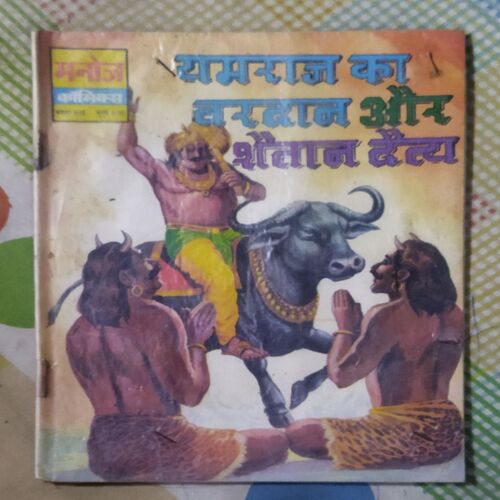 मनोज
कॉमिक्स
यमराज का
वरदान और
शैतान दैत्य